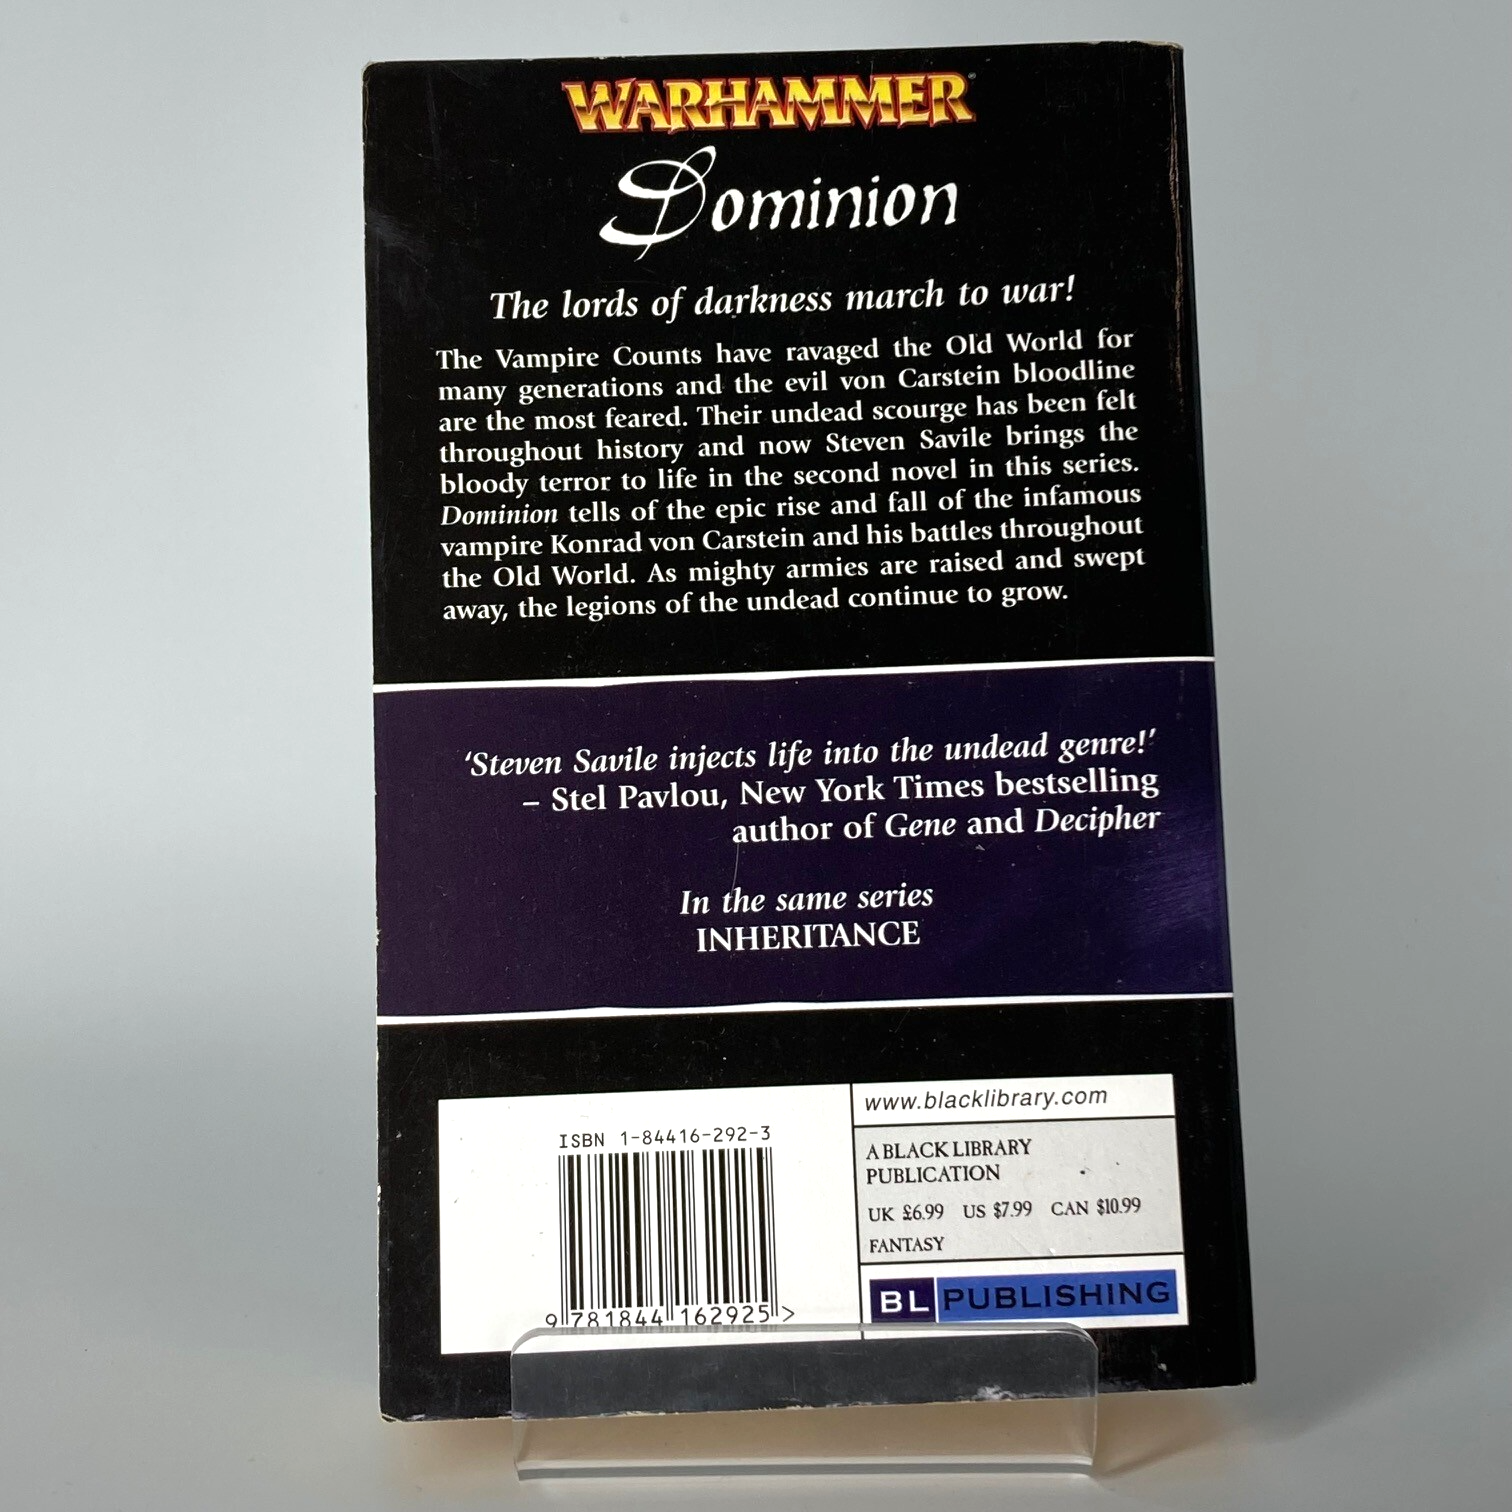 WARHAMMER
Dominion
The lords of darkness march to war!
The Vampire Counts have ravaged the Old World for
many generations and the evil von Carstein bloodline
are the most feared. Their undead scourge has been felt
throughout history and now Steven Savile brings the
bloody terror to life in the second novel in this series.
Dominion tells of the epic rise and fall of the infamous
vampire Konrad von Carstein and his battles throughout
the Old World. As mighty armies are raised and swept
away, the legions of the undead continue to grow.
'Steven Savile injects life into the undead genre!'
– Stel Pavlou, New York Times bestselling
author of Gene and Decipher
In the same series
INHERITANCE
www.blacklibrary.com
ISBN 1-84416-292-3
A BLACK LIBRARY
PUBLICATION
UK £6.99 US $7.99 CAN $10.99
FANTASY
BL PUBLISHING
9 781844 162925 >